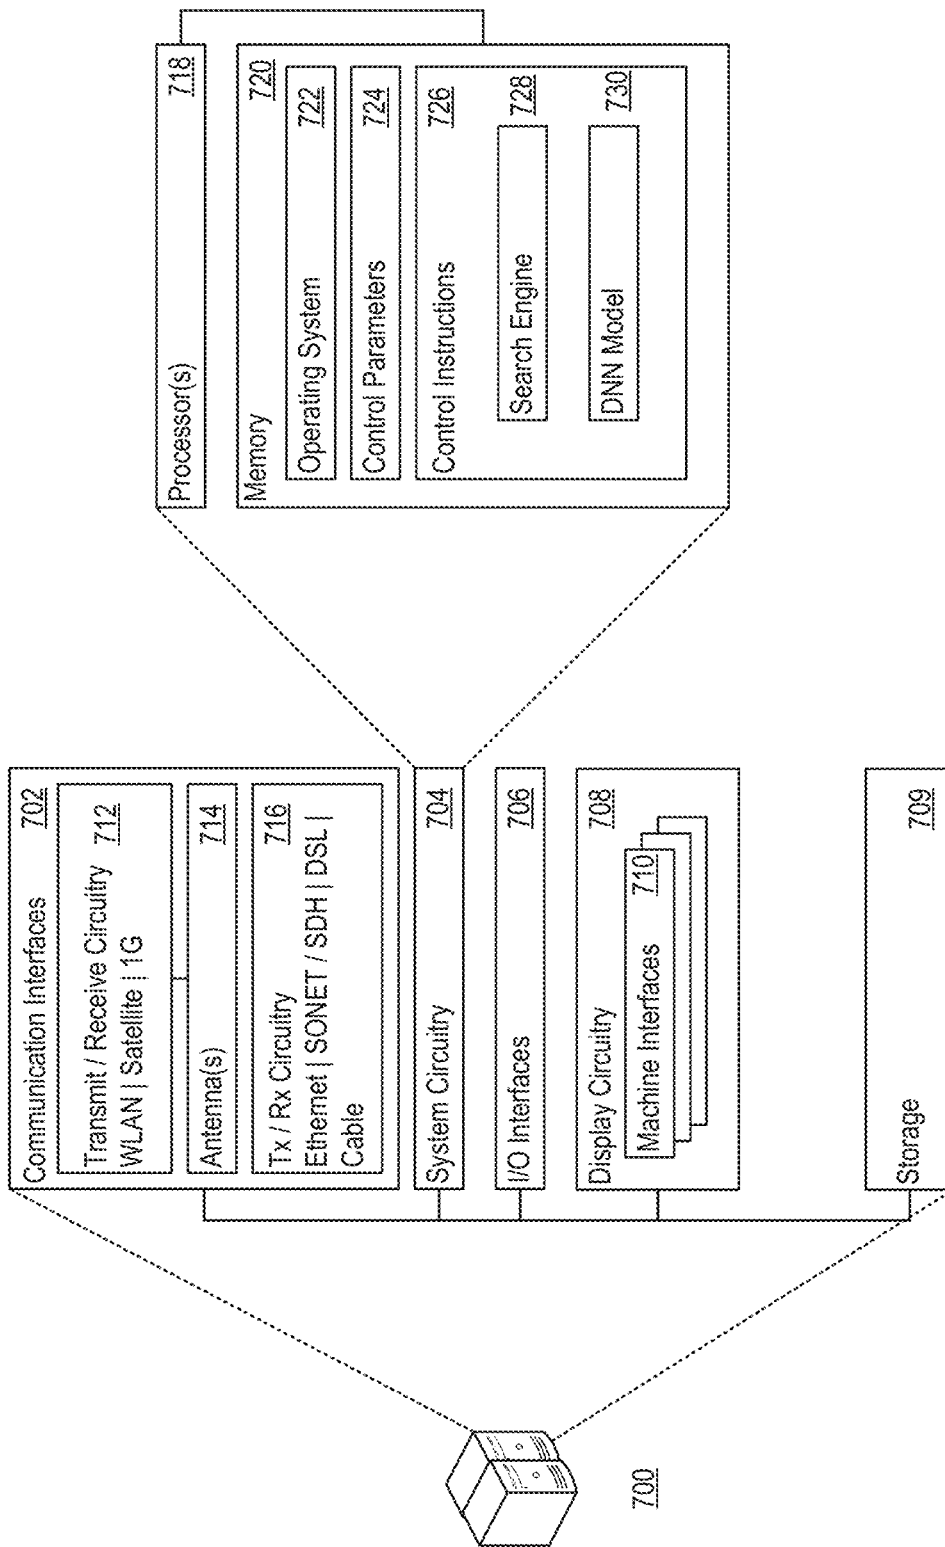 700
Communication Interfaces 702
Transmit / Receive Circuitry 712
WLAN | Satellite | 1G
Antenna(s) 714
Tx / Rx Circuitry 716
Ethernet | SONET / SDH | DSL |
Cable
System Circuitry 704
I/O Interfaces 706
Display Circuitry 708
Machine Interfaces 710
Storage 709
Processor(s) 718
Memory 720
Operating System 722
Control Parameters 724
Control Instructions 726
Search Engine 728
DNN Model 730